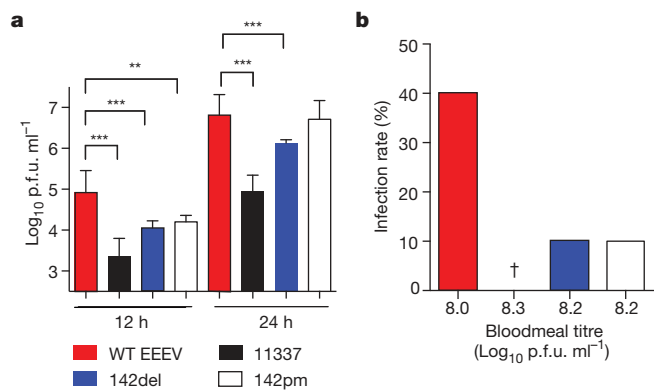 a
***
**
***
***
***
Log10 p.f.u. ml−1
7
6
5
4
3
12 h
24 h
WT EEEV
11337
142del
142pm
b
Infection rate (%)
50
40
30
20
10
0
†
8.0
8.3
8.2
8.2
Bloodmeal titre
(Log10 p.f.u. ml−1)